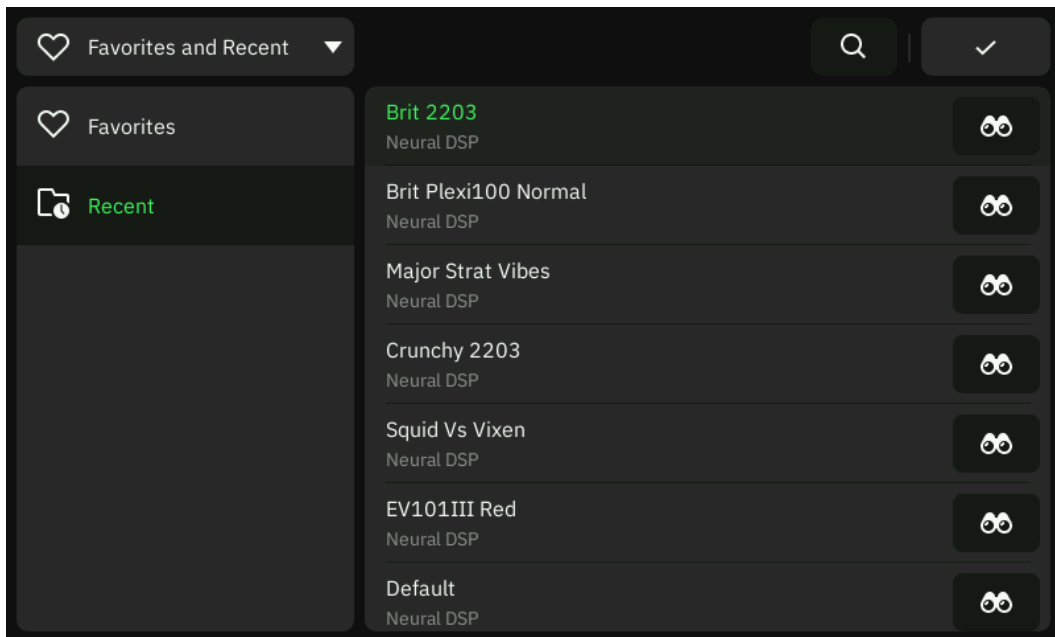 Favorites and Recent
Favorites
Recent
Brit 2203
Neural DSP
Brit Plexi100 Normal
Neural DSP
Major Strat Vibes
Neural DSP
Crunchy 2203
Neural DSP
Squid Vs Vixen
Neural DSP
EV101III Red
Neural DSP
Default
Neural DSP